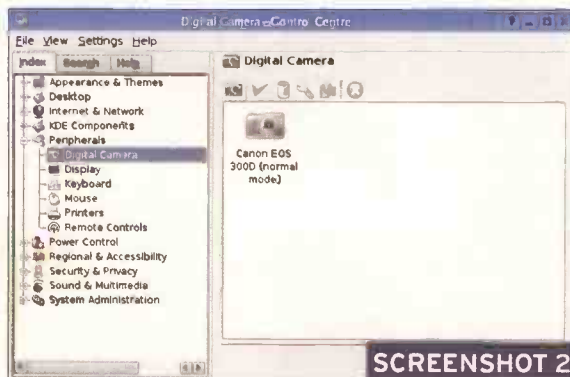 Digital Camera - Control Centre
File View Settings Help
Index Search Help
Appearance & Themes
Desktop
Internet & Network
KDE Components
Peripherals
Digital Camera
Display
Keyboard
Mouse
Printers
Remote Controls
Power Control
Regional & Accessibility
Security & Privacy
Sound & Multimedia
System Administration
Digital Camera
Canon EOS
300D (normal
mode)
SCREENSHOT 2